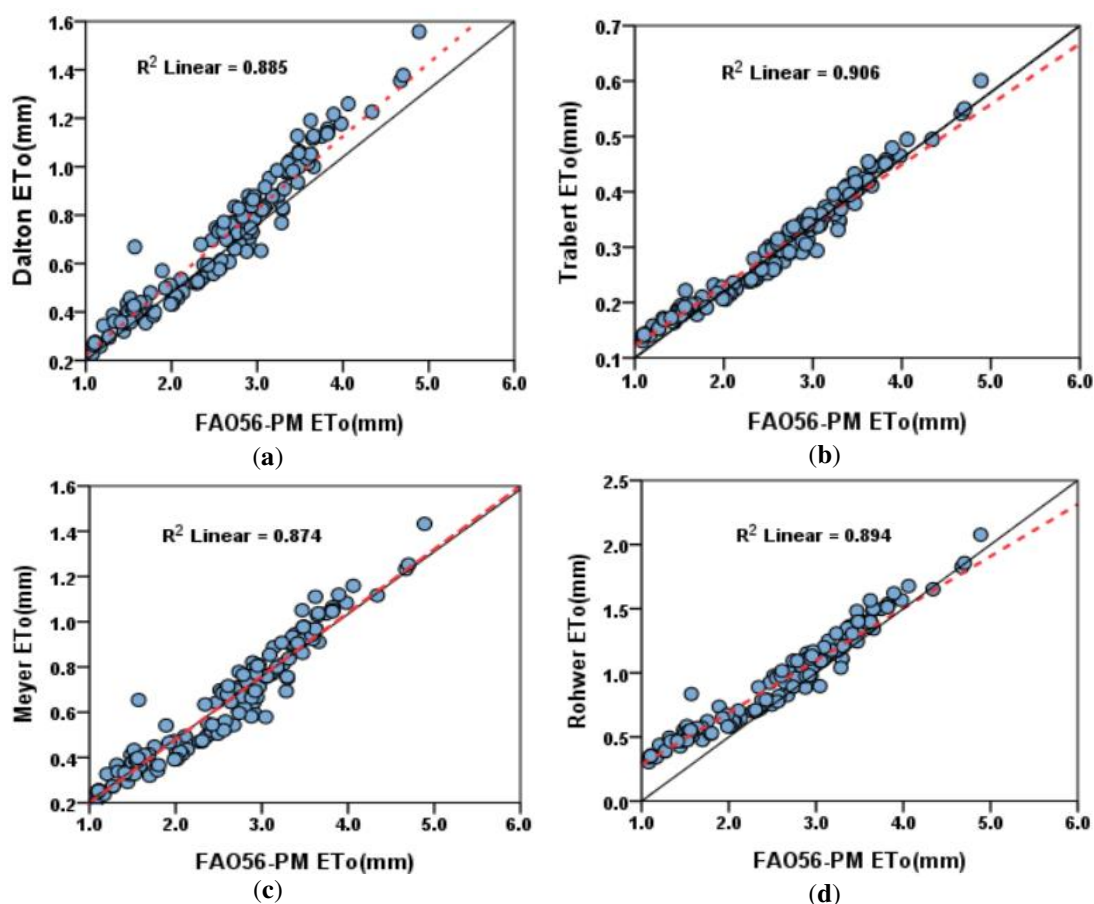 1.6
1.4
1.2
1.0
0.8
0.6
0.4
0.2
Dalton ETo(mm)
R² Linear = 0.885
1.0 2.0 3.0 4.0 5.0 6.0
FAO56-PM ETo(mm)
(a)
0.7
0.6
0.5
0.4
0.3
0.2
0.1
Trabert ETo(mm)
R² Linear = 0.906
1.0 2.0 3.0 4.0 5.0 6.0
FAO56-PM ETo(mm)
(b)
1.6
1.4
1.2
1.0
0.8
0.6
0.4
0.2
Meyer ETo(mm)
R² Linear = 0.874
1.0 2.0 3.0 4.0 5.0 6.0
FAO56-PM ETo(mm)
(c)
2.5
2.0
1.5
1.0
0.5
0.0
Rohwer ETo(mm)
R² Linear = 0.894
1.0 2.0 3.0 4.0 5.0 6.0
FAO56-PM ETo(mm)
(d)